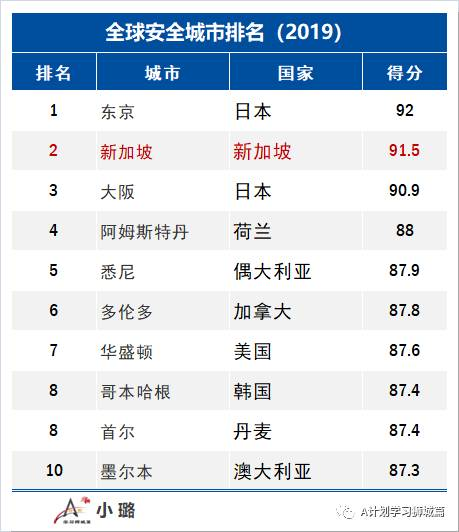 全球安全城市排名（2019）
排名 城市 国家 得分
1 东京 日本 92
2 新加坡 新加坡 91.5
3 大阪 日本 90.9
4 阿姆斯特丹 荷兰 88
5 悉尼 偶大利亚 87.9
6 多伦多 加拿大 87.8
7 华盛顿 美国 87.6
8 哥本哈根 韩国 87.4
8 首尔 丹麦 87.4
10 墨尔本 澳大利亚 87.3
小璐
A计划学习狮城篇